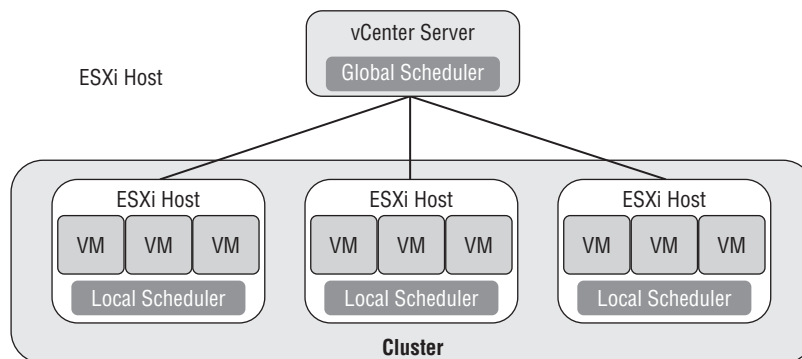 vCenter Server
Global Scheduler
ESXi Host
ESXi Host
ESXi Host
ESXi Host
VM VM VM
VM VM VM
VM VM VM
Local Scheduler
Local Scheduler
Local Scheduler
Cluster